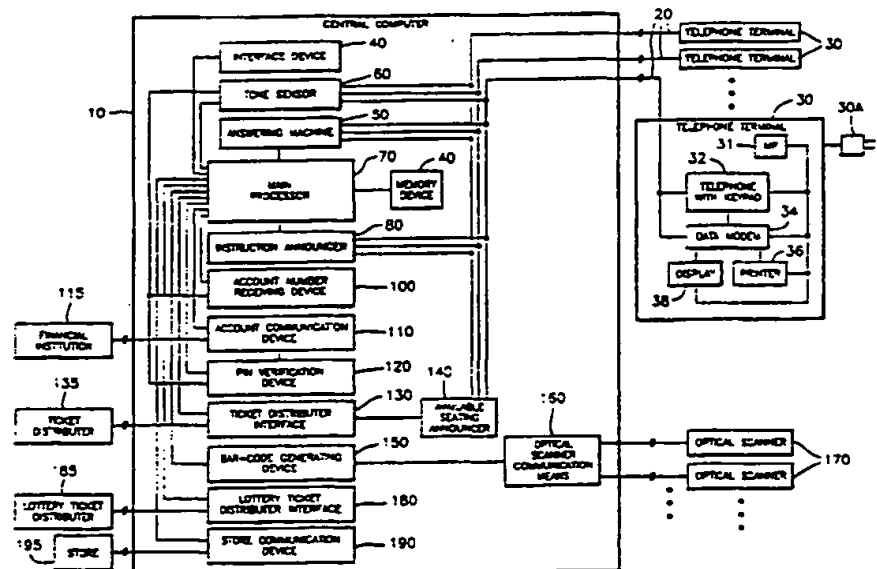 CENTRAL COMPUTER
10
INTERFACE DEVICE
40
TONE SENSOR
60
ANSWERING MACHINE
50
MAIN PROCESSOR
70
MEMORY DEVICE
40
INSTRUCTION ANNOUNCER
80
ACCOUNT NUMBER
RECEIVING DEVICE
100
ACCOUNT COMMUNICATION
DEVICE
110
PIN VERIFICATION
DEVICE
120
TICKET DISTRIBUTER
INTERFACE
130
AVAILABLE
SEATING
ANNOUNCER
140
BAR-CODE GENERATING
DEVICE
150
OPTICAL
SCANNER
COMMUNICATION
MEANS
160
LOTTERY TICKET
DISTRIBUTER INTERFACE
180
STORE COMMUNICATION
DEVICE
190
115
FINANCIAL
INSTITUTION
135
TICKET
DISTRIBUTER
185
LOTTERY TICKET
DISTRIBUTER
195
STORE
20
TELEPHONE TERMINAL
TELEPHONE TERMINAL
30
30
30A
TELEPHONE TERMINAL
31
32
TELEPHONE
WITH KEYPAD
34
DATA MODEM
36
DISPLAY
PRINTER
38
OPTICAL SCANNER
OPTICAL SCANNER
170